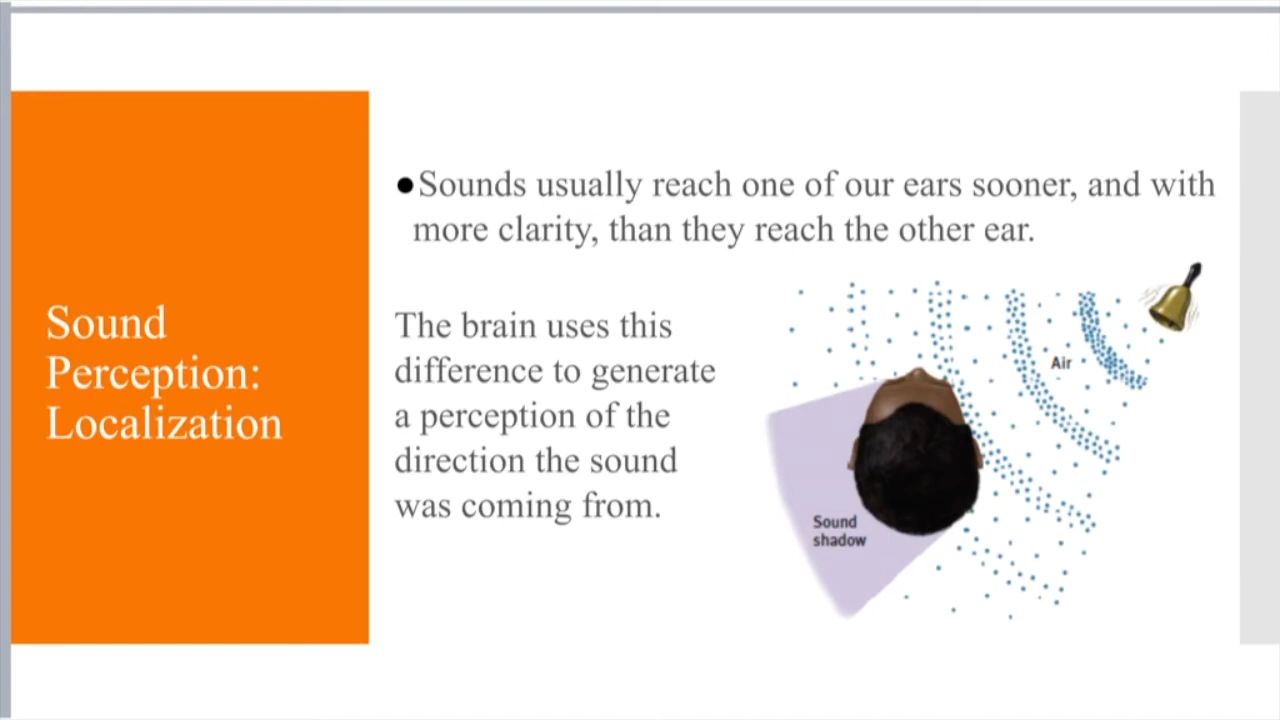 Sound
Perception:
Localization
●Sounds usually reach one of our ears sooner, and with
more clarity, than they reach the other ear.
The brain uses this
difference to generate
a perception of the
direction the sound
was coming from.
Air
Sound
shadow